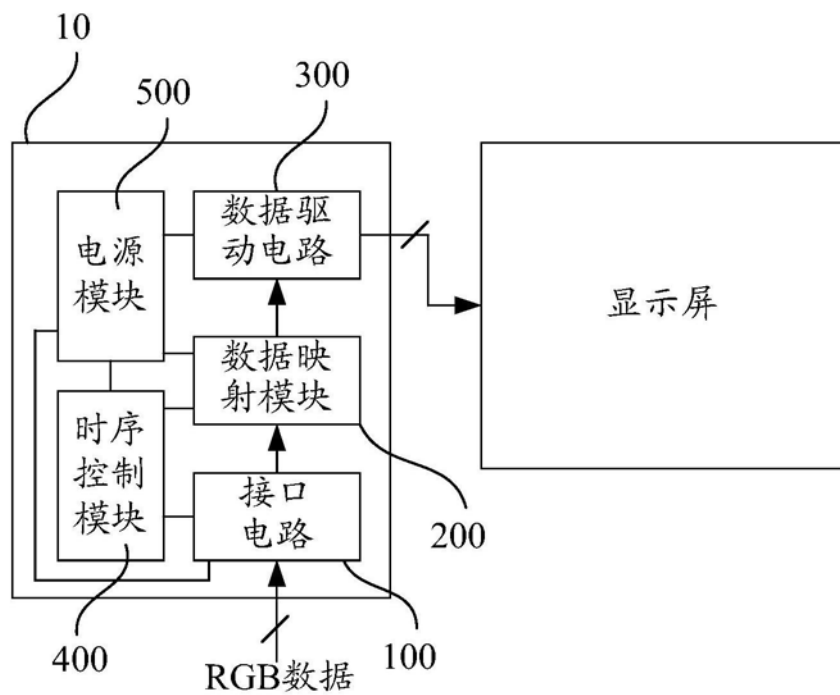 10
500
300
电源
模块
数据驱
动电路
显示屏
数据映
射模块
时序
控制
模块
接口
电路
200
400
100
RGB数据